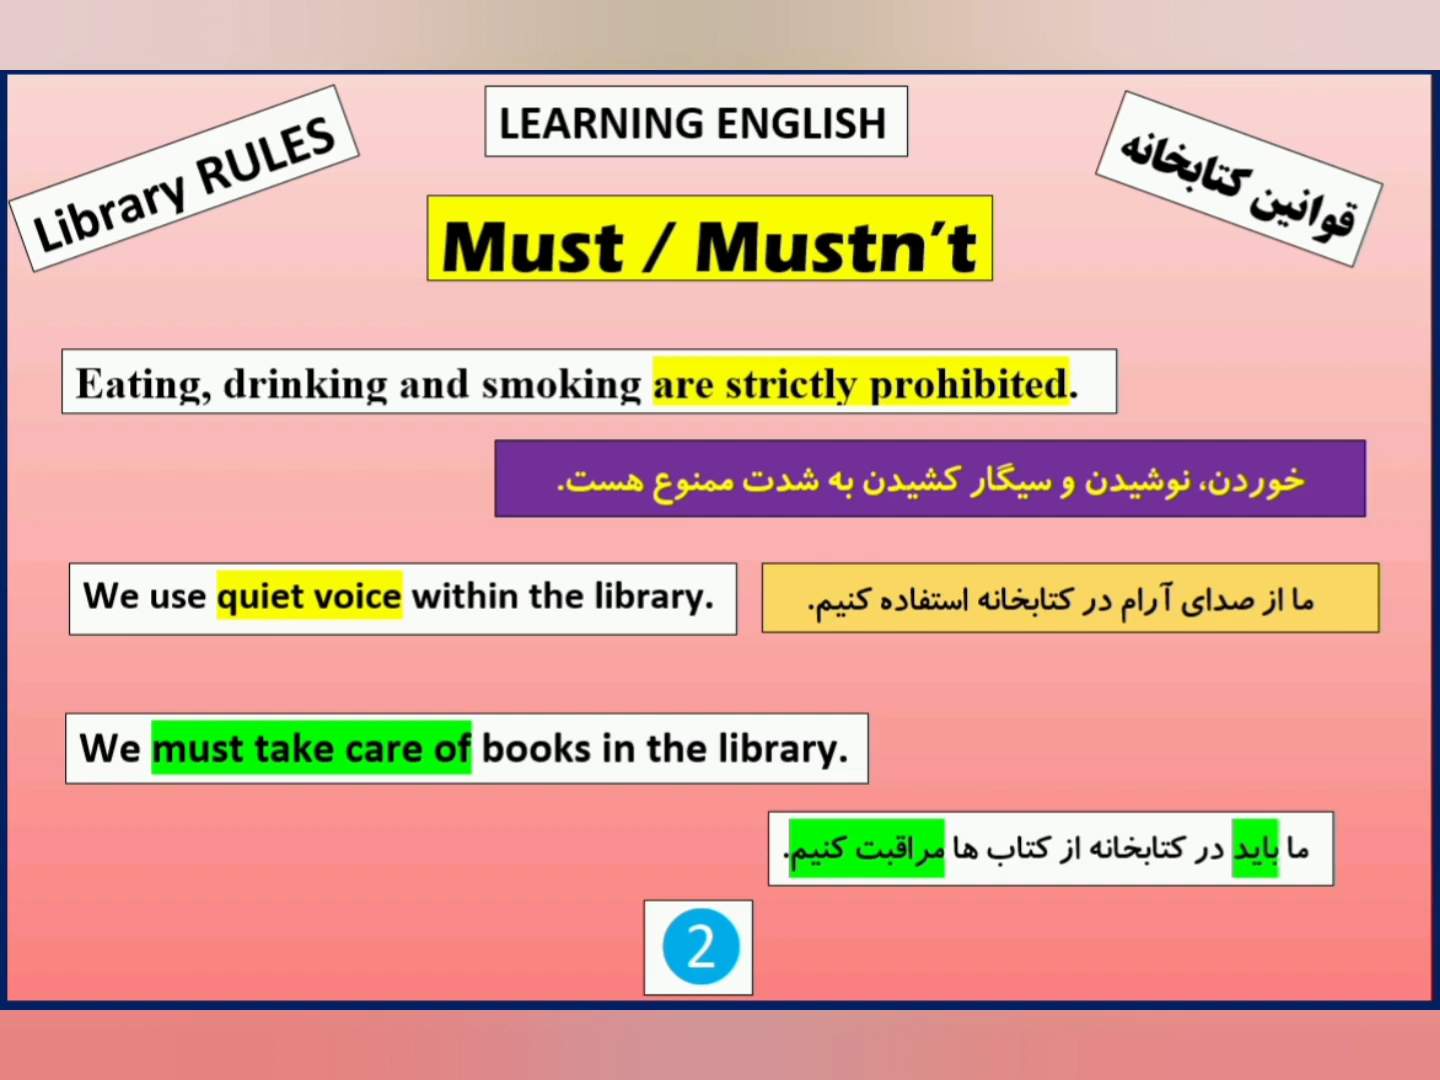 Library RULES
LEARNING ENGLISH
قوانین کتابخانه
Must / Mustn't
Eating, drinking and smoking are strictly prohibited.
خوردن، نوشیدن و سیگار کشیدن به شدت ممنوع هست.
We use quiet voice within the library.
ما از صدای آرام در کتابخانه استفاده کنیم.
We must take care of books in the library.
ما باید در کتابخانه از کتاب ها مراقبت کنیم.
2